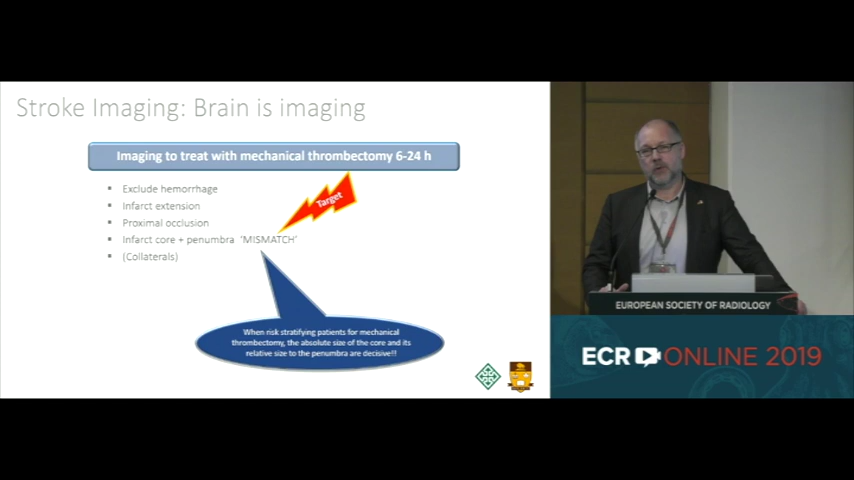 Stroke Imaging: Brain is imaging
Imaging to treat with mechanical thrombectomy 6-24 h
Exclude hemorrhage
Infarct extension
Proximal occlusion
Infarct core + penumbra 'MISMATCH'
(Collaterals)
Target
When risk stratifying patients for mechanical
thrombectomy, the absolute size of the core and its
relative size to the penumbra are decisive!!
EUROPEAN SOCIETY OF RADIOLOGY
ECR ONLINE 2019